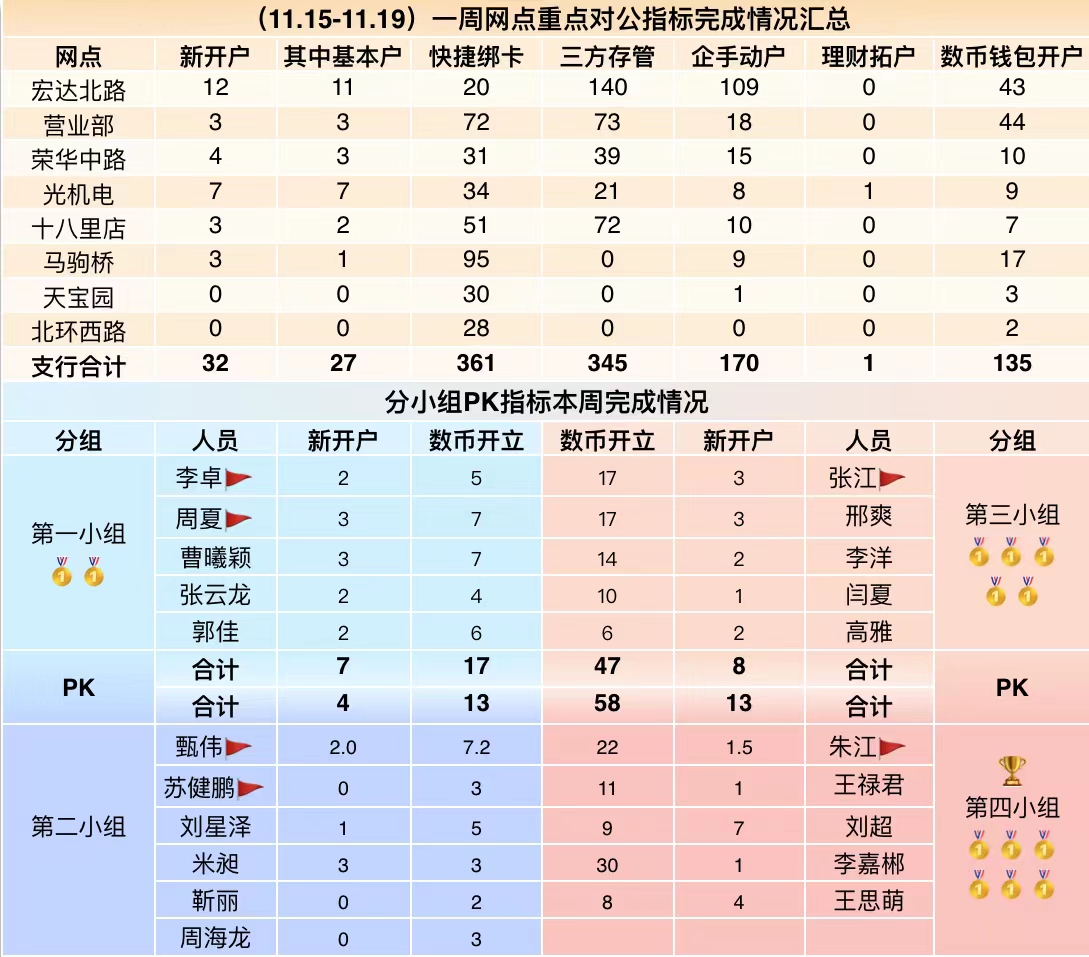 （11.15-11.19）一周网点重点对公指标完成情况汇总
网点 新开户 其中基本户 快捷绑卡 三方存管 企手动户 理财拓户 数币钱包开户
宏达北路 12 11 20 140 109 0 43
营业部 3 3 72 73 18 0 44
荣华中路 4 3 31 39 15 0 10
光机电 7 7 34 21 8 1 9
十八里店 3 2 51 72 10 0 7
马驹桥 3 1 95 0 9 0 17
天宝园 0 0 30 0 1 0 3
北环西路 0 0 28 0 0 0 2
支行合计 32 27 361 345 170 1 135
分小组PK指标本周完成情况
分组 人员 新开户 数币开立 数币开立 新开户 人员 分组
李卓 2 5 17 3 张江
第一小组 周夏 3 7 17 3 邢爽 第三小组
曹曦颖 3 7 14 2 李洋
张云龙 2 4 10 1 闫夏
郭佳 2 6 6 2 高雅
PK 合计 7 17 47 8 合计 PK
合计 4 13 58 13 合计
甄伟 2.0 7.2 22 1.5 朱江
苏健鹏 0 3 11 1 王禄君
第二小组 刘星泽 1 5 9 7 刘超 第四小组
米昶 3 3 30 1 李嘉郴
靳丽 0 2 8 4 王思萌
周海龙 0 3